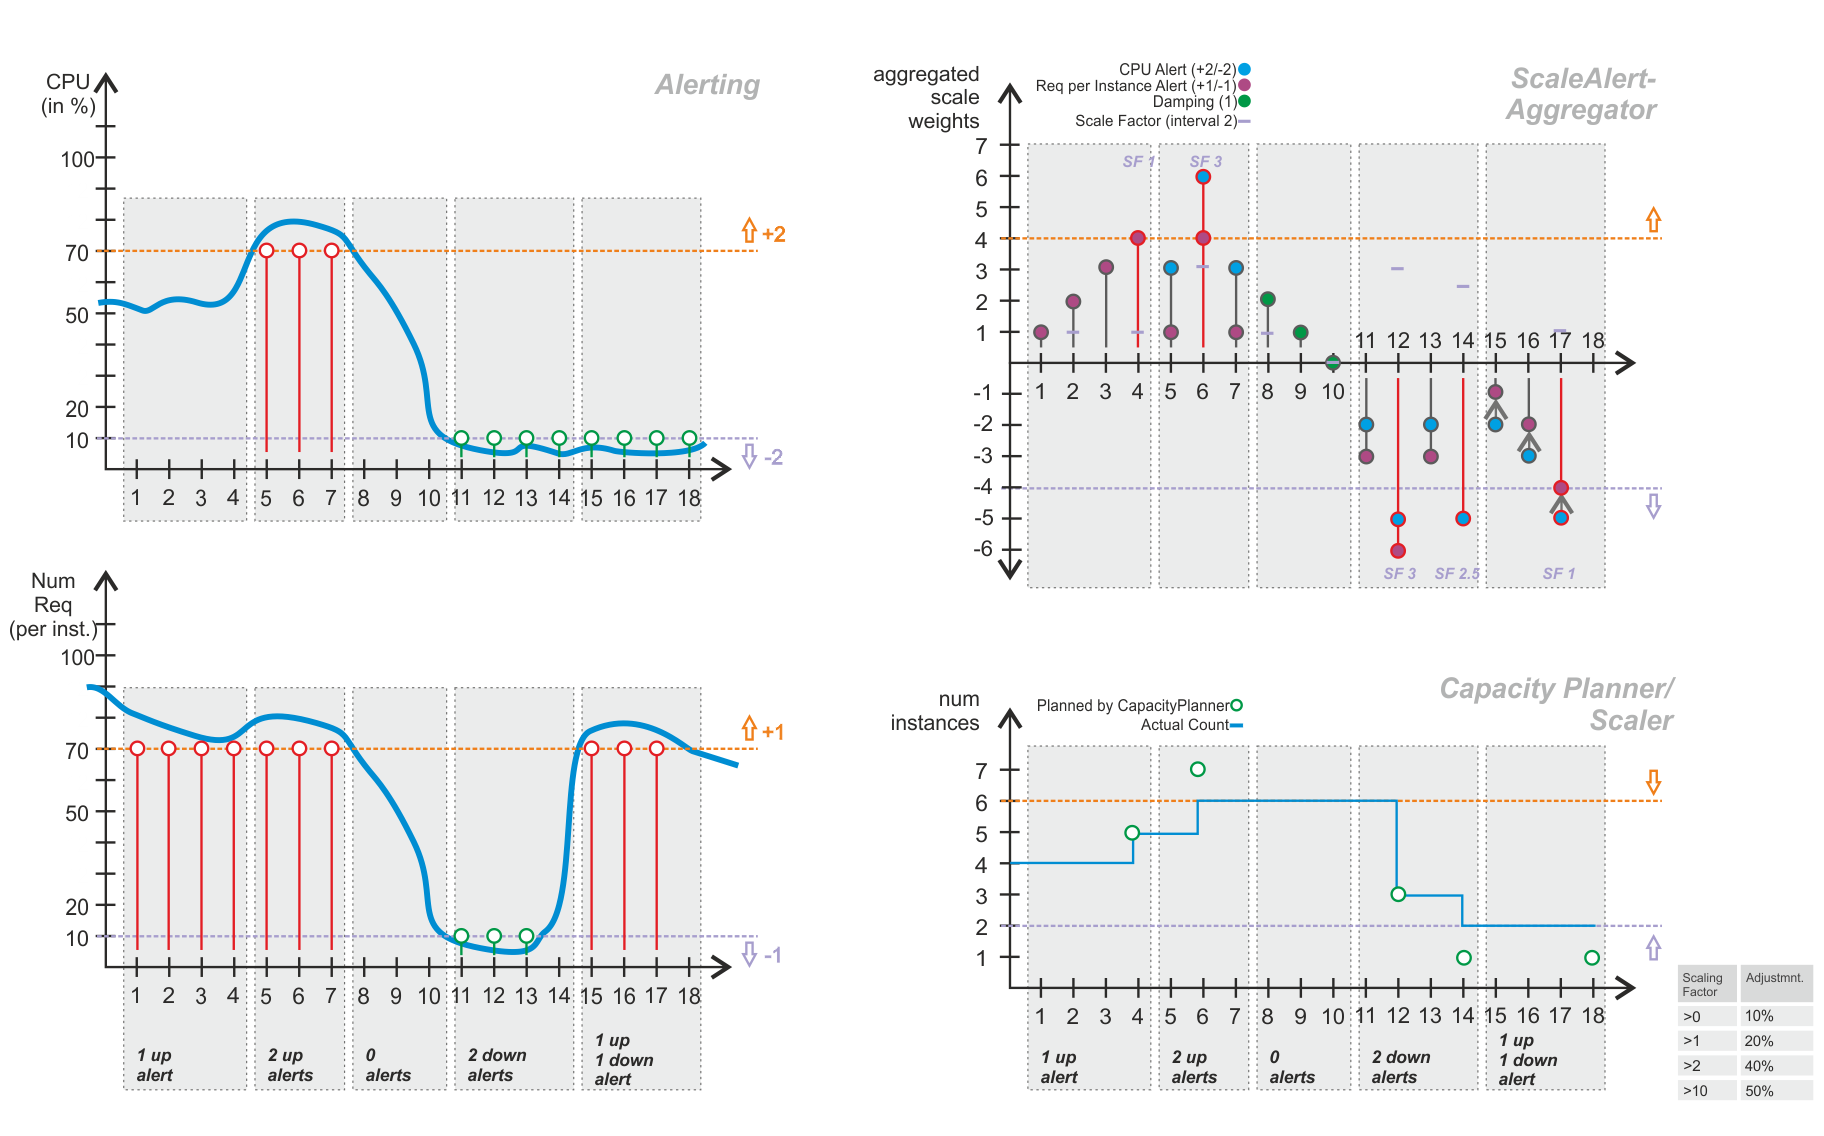 Alerting
CPU
(in %)
100
70
50
20
10
+2
-2
1 2 3 4 5 6 7 8 9 10 11 12 13 14 15 16 17 18
Num
Req
(per inst.)
100
70
50
20
10
+1
-1
1 2 3 4 5 6 7 8 9 10 11 12 13 14 15 16 17 18
1 up
alert
2 up
alerts
0
alerts
2 down
alerts
1 up
1 down
alert
ScaleAlert-
Aggregator
aggregated
scale
weights
CPU Alert (+2/-2)
Req per Instance Alert (+1/-1)
Damping (1)
Scale Factor (interval 2)
SF 1
SF 3
7
6
5
4
3
2
1
11 12 13 14 15 16 17 18
1 2 3 4 5 6 7 8 9 10
-1
-2
-3
-4
-5
-6
SF 3
SF 2.5
SF 1
Capacity Planner/
Scaler
num
instances
Planned by CapacityPlanner
Actual Count
7
6
5
4
3
2
1
1 2 3 4 5 6 7 8 9 10 11 12 13 14 15 16 17 18
1 up
alert
2 up
alerts
0
alerts
2 down
alerts
1 up
1 down
alert
Scaling
Factor
Adjustmnt.
>0 10%
>1 20%
>2 40%
>10 50%